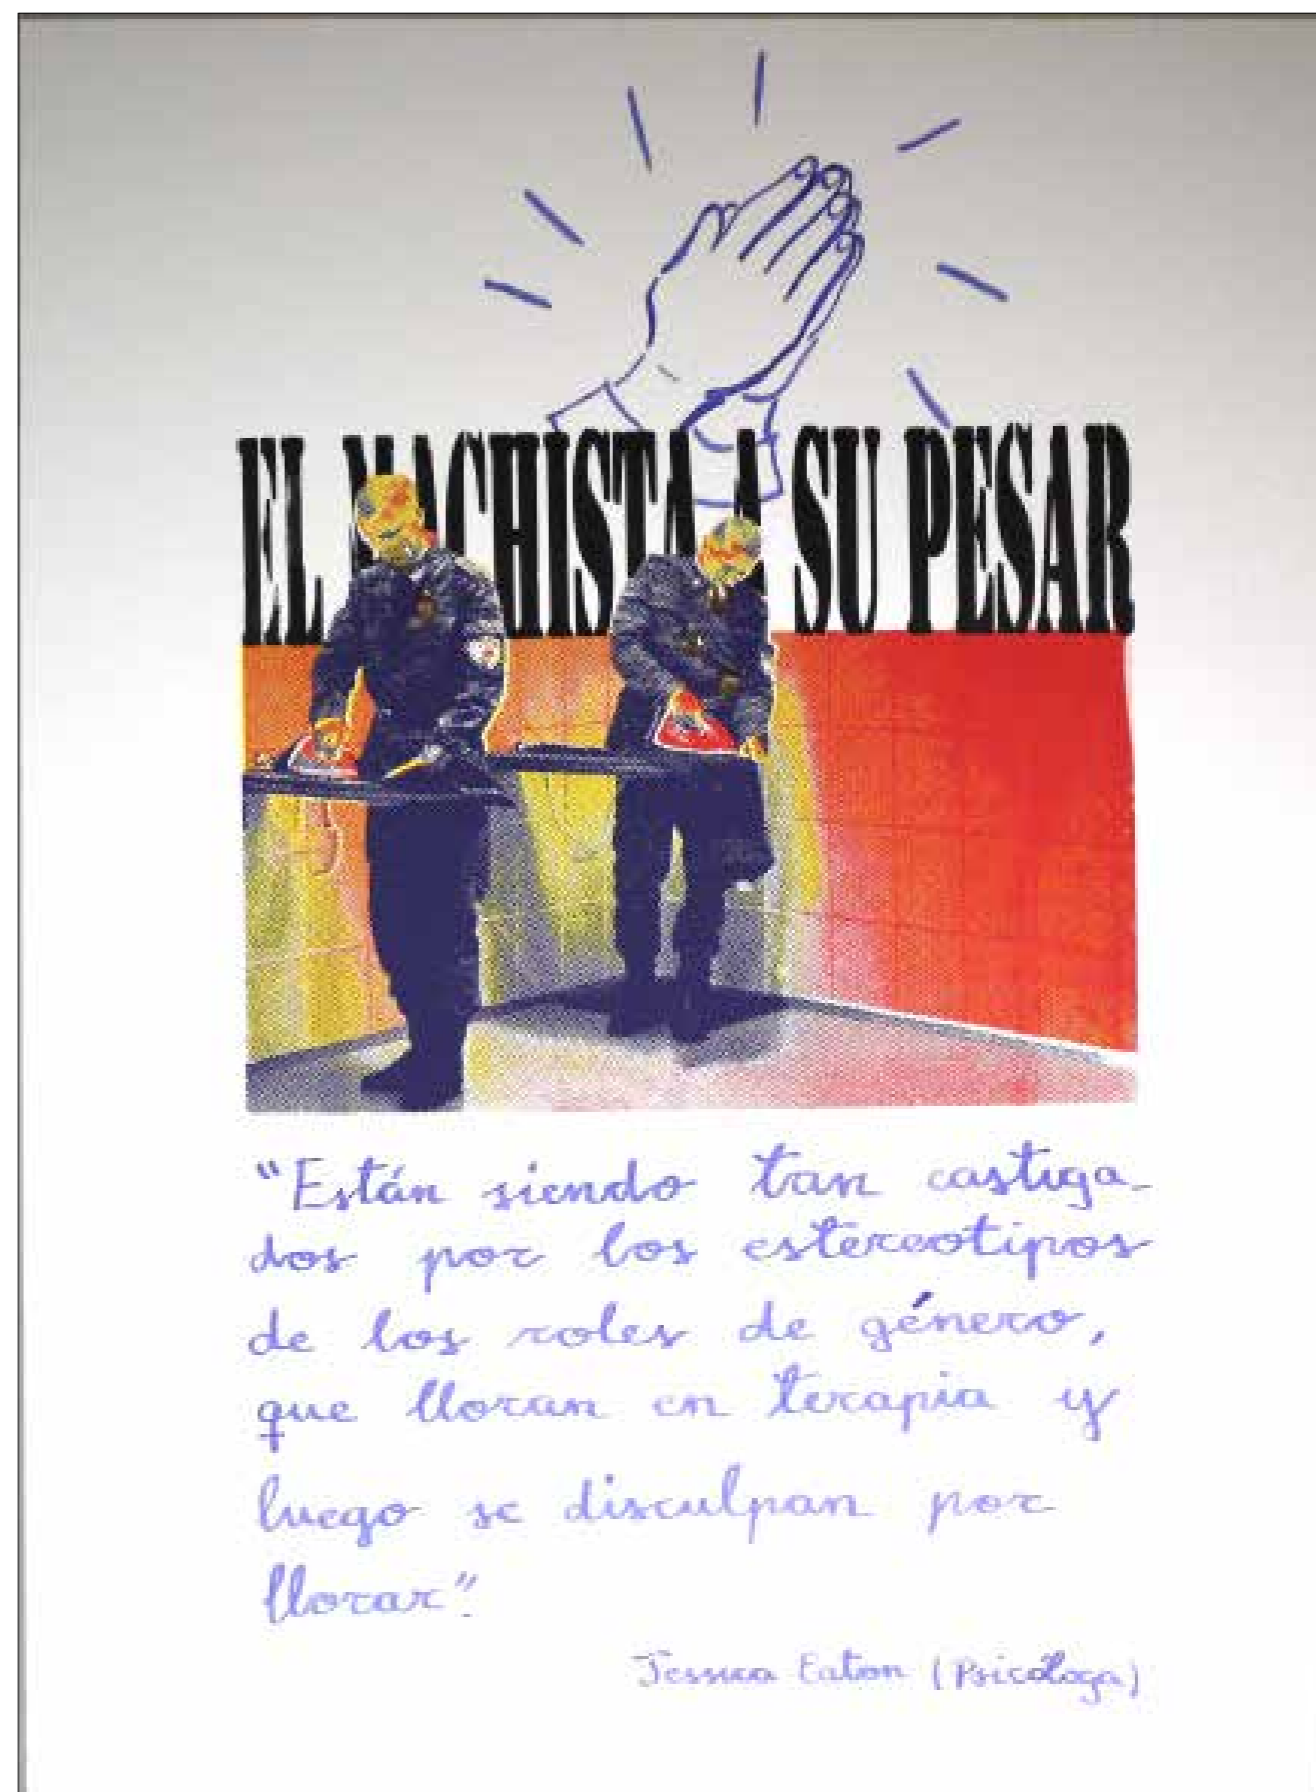 EL MACHISTA A SU PESAR
"Están siendo tan castiga-
dos por los estereotipos
de los roles de género,
que lloran en terapia y
luego se disculpan por
llorar".
Jessica Eaton (Psicóloga)